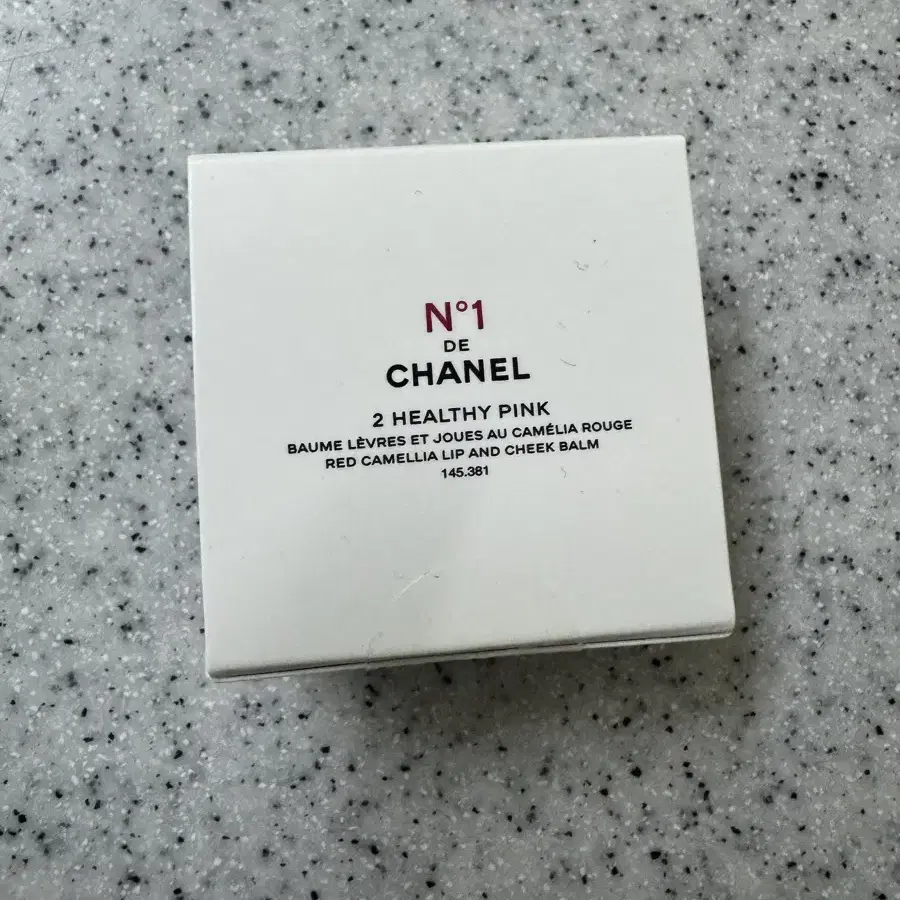 N°1
DE
CHANEL
2 HEALTHY PINK
BAUME LÈVRES ET JOUES AU CAMÉLIA ROUGE
RED CAMELLIA LIP AND CHEEK BALM
145.381